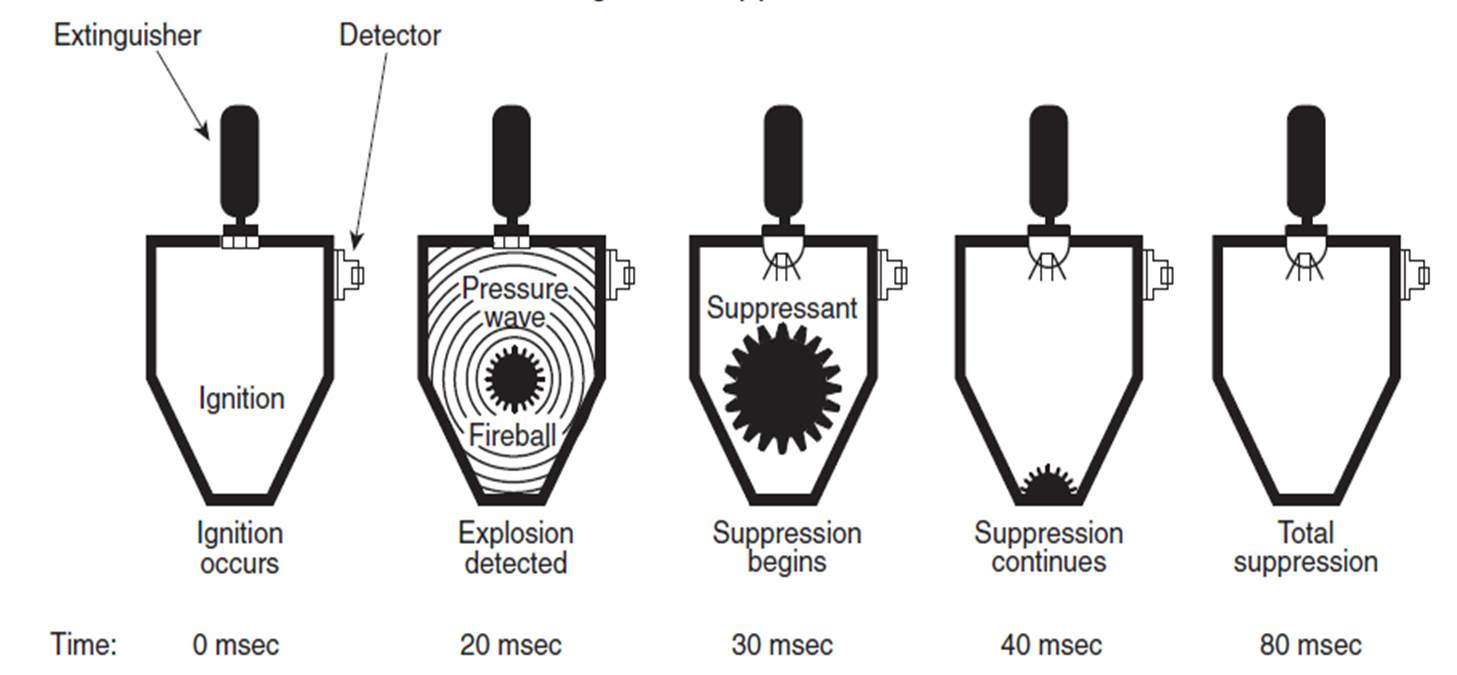 Extinguisher Detector
Pressure
wave
Suppressant
Ignition
Fireball
Ignition
occurs
Explosion
detected
Suppression
begins
Suppression
continues
Total
suppression
Time: 0 msec 20 msec 30 msec 40 msec 80 msec